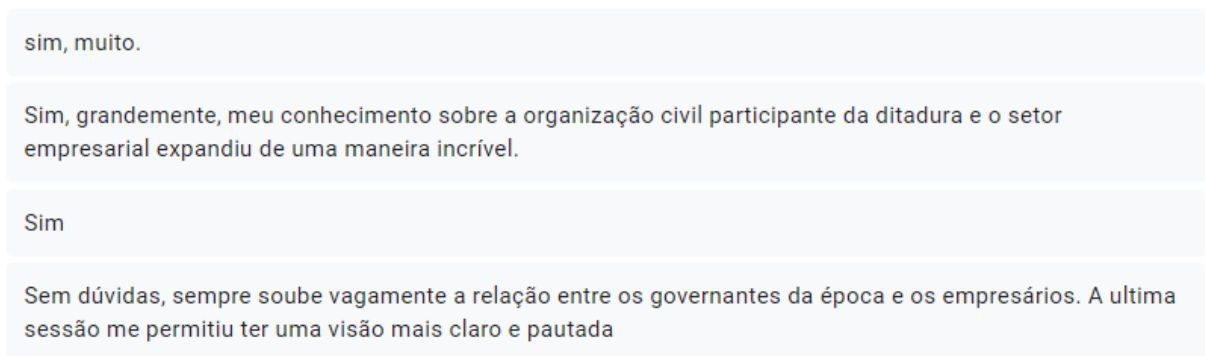 sim, muito.
Sim, grandemente, meu conhecimento sobre a organização civil participante da ditadura e o setor
empresarial expandiu de uma maneira incrível.
Sim
Sem dúvidas, sempre soube vagamente a relação entre os governantes da época e os empresários. A ultima
sessão me permitiu ter uma visão mais claro e pautada